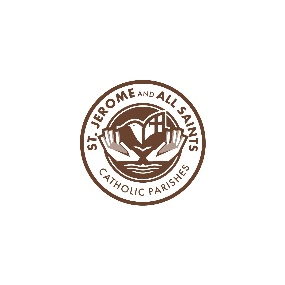 ST. JEROME AND ALL SAINTS
CATHOLIC PARISHES